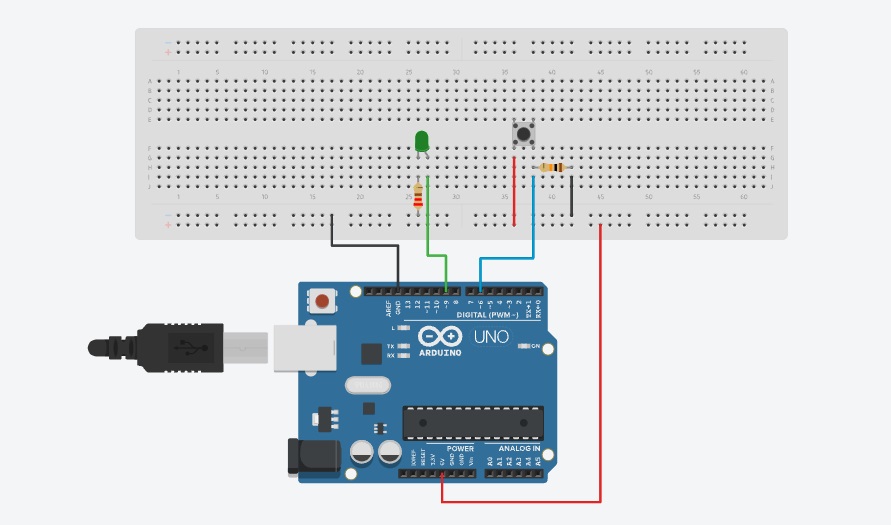 1 5 10 15 20 25 30 35 40 45 50 55 60
A
B
C
D
E
F
G
H
I
J
1 5 10 15 20 25 30 35 40 45 50 55 60
AREF GND 13 12 ~11 ~10 ~9 8 7 ~6 ~5 4 ~3 2 TX→1 RX←0
DIGITAL (PWM~)
L
TX
RX
UNO
ARDUINO
ON
POWER ANALOG IN
IOREF RESET 3.3V 5V GND GND Vin A0 A1 A2 A3 A4 A5